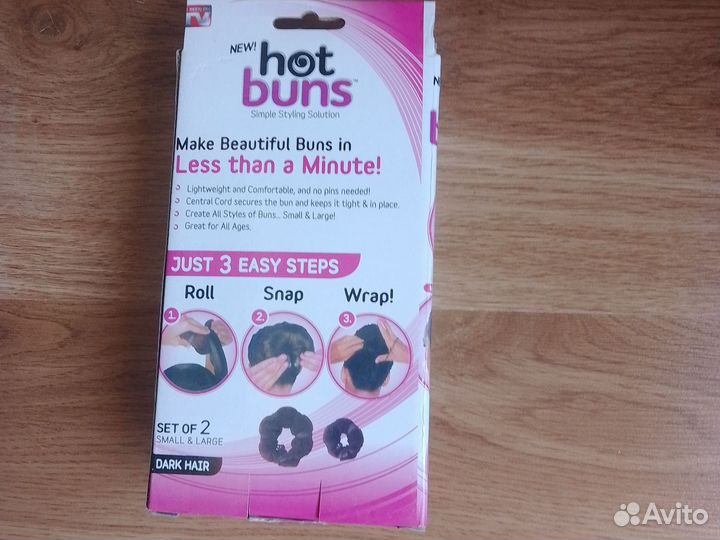 TV
NEW!
hot
buns™
Simple Styling Solution
Make Beautiful Buns in
Less than a Minute!
Lightweight and Comfortable, and no pins needed!
Central Cord secures the bun and keeps it tight & in place.
Create All Styles of Buns... Small & Large!
Great for All Ages.
JUST 3 EASY STEPS
Roll Snap Wrap!
1. 2. 3.
SET OF 2
SMALL & LARGE
DARK HAIR
Avito